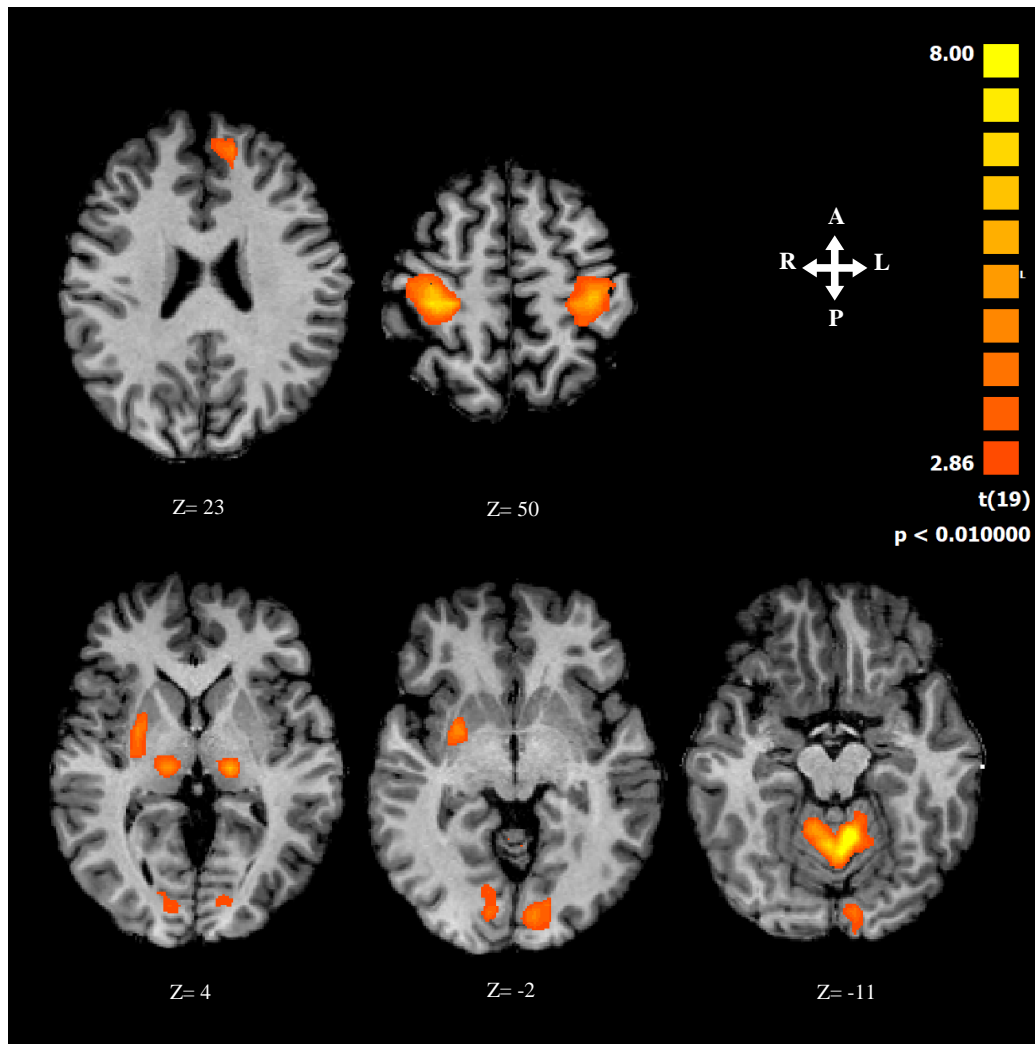 8.00
A
R L
L
P
2.86
t(19)
p < 0.010000
Z= 23
Z= 50
Z= 4
Z= -2
Z= -11